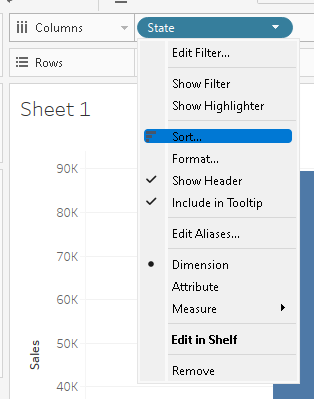 Columns
State
Rows
Sheet 1
Edit Filter...
Show Filter
Show Highlighter
Sort...
Format...
Show Header
Include in Tooltip
Edit Aliases...
Dimension
Attribute
Measure
Edit in Shelf
Remove
90K
80K
70K
60K
50K
40K
Sales